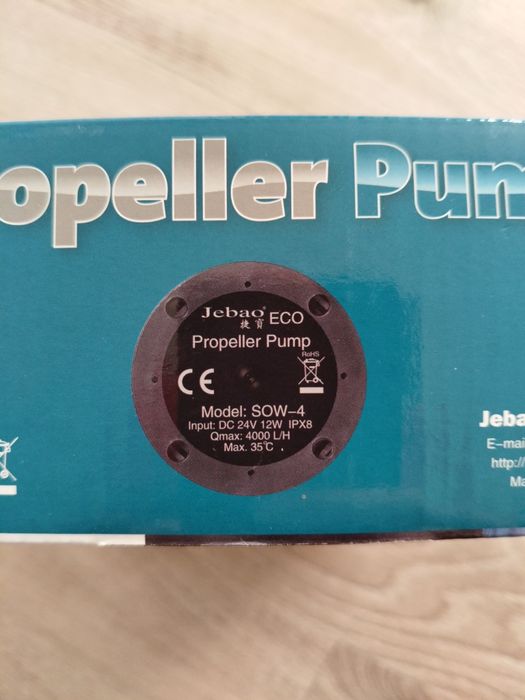 opeller Pum
Jebao® ECO
捷寶
Propeller Pump
RoHS
CE
Model: SOW-4
Input: DC 24V 12W IPX8
Qmax: 4000 L/H
Max. 35℃
Jeba
E-mai
http:/
Ma